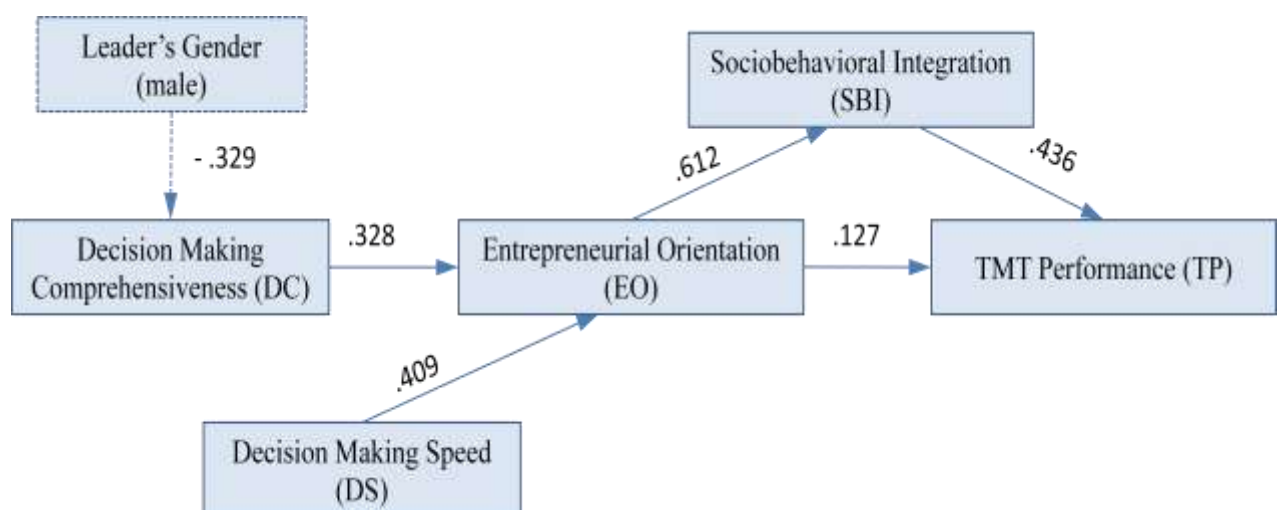 Leader’s Gender
(male)
Sociobehavioral Integration
(SBI)
- .329
.612
.436
Decision Making
Comprehensiveness (DC)
.328
Entrepreneurial Orientation
(EO)
.127
TMT Performance (TP)
.409
Decision Making Speed
(DS)